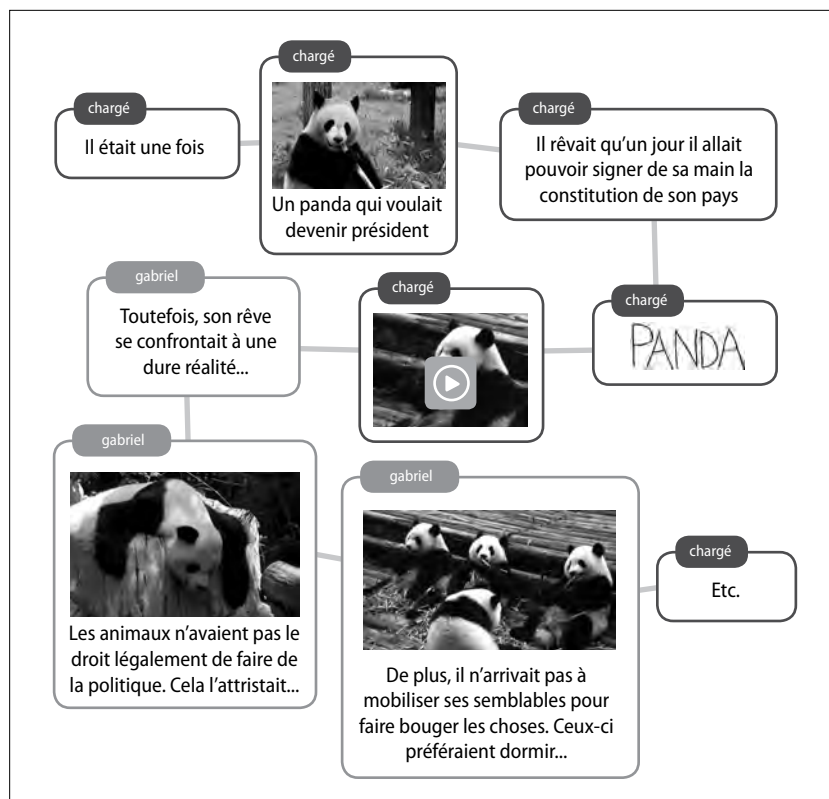 chargé
Il était une fois
chargé
Un panda qui voulait
devenir président
chargé
Il rêvait qu’un jour il allait
pouvoir signer de sa main la
constitution de son pays
chargé
PANDA
chargé
gabriel
Toutefois, son rêve
se confrontait à une
dure réalité...
gabriel
Les animaux n’avaient pas le
droit légalement de faire de
la politique. Cela l’attristait...
gabriel
De plus, il n’arrivait pas à
mobiliser ses semblables pour
faire bouger les choses. Ceux-ci
préféraient dormir...
chargé
Etc.